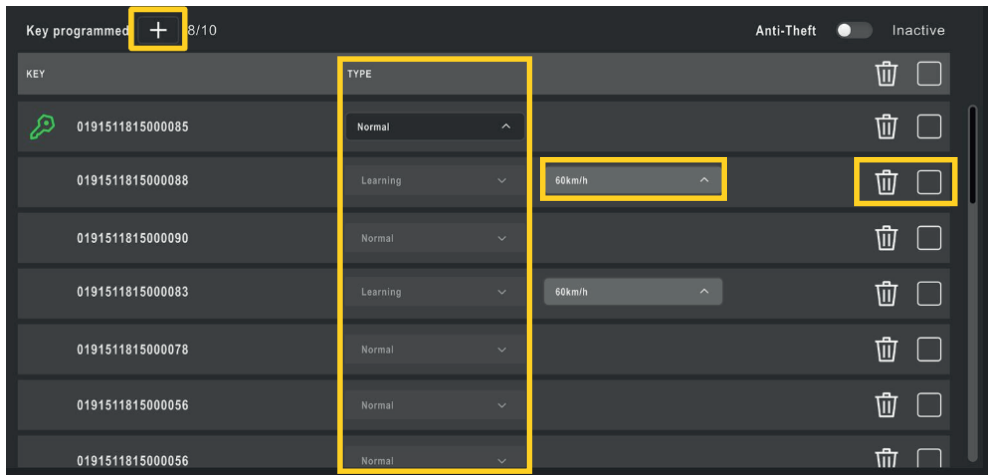 Key programmed + 8/10 Anti-Theft Inactive
KEY TYPE
0191511815000085 Normal
0191511815000088 Learning 60km/h
0191511815000090 Normal
0191511815000083 Learning 60km/h
0191511815000078 Normal
0191511815000056 Normal
0191511815000056 Normal